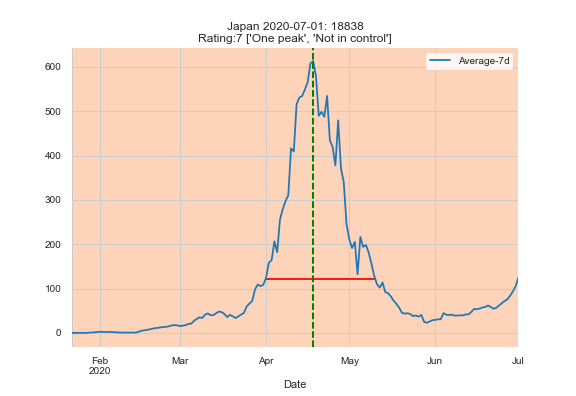 Japan 2020-07-01: 18838
Rating:7 ['One peak', 'Not in control']
Average-7d
600
500
400
300
200
100
0
Feb
2020
Mar
Apr
May
Jun
Jul
Date